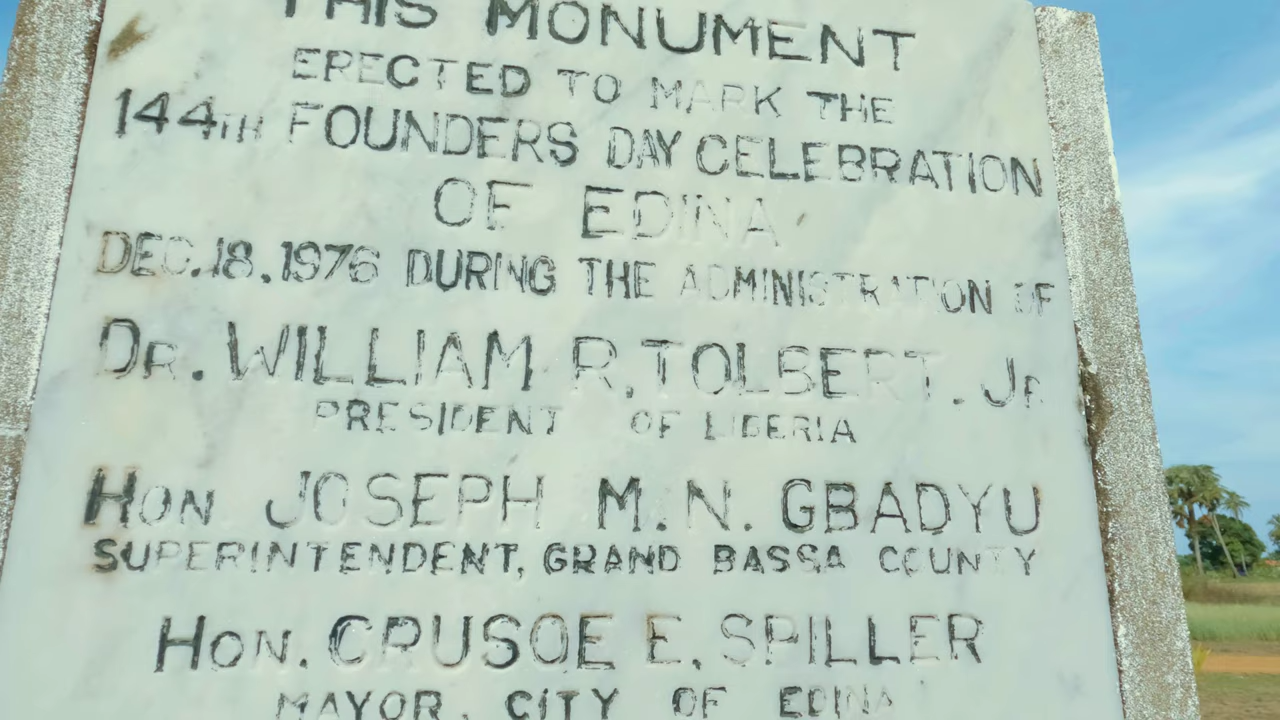 THIS MONUMENT
ERECTED TO MARK THE
144TH FOUNDERS DAY CELEBRATION
OF EDINA
DEC.18,1976 DURING THE ADMINISTRATION OF
DR. WILLIAM R. TOLBERT. JR
PRESIDENT OF LIBERIA
HON JOSEPH M. N. GBADYU
SUPERINTENDENT, GRAND BASSA COUNTY
HON. CRUSOE E. SPILLER
MAYOR, CITY OF EDINA